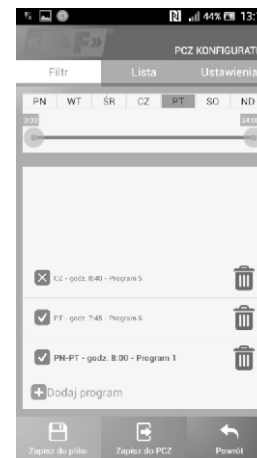 44% 13:
«F»
PCZ KONFIGURAT
Filtr Lista Ustawienia
PN WT ŚR CZ PT SO ND
0:00 24:00
CZ - godz. 8:40 - Program 5
PT - godz. 7:45 - Program 6
PN-PT - godz. 8:00 - Program 1
Dodaj program
Zapisz do pliku Zapisz do PCZ Powrót